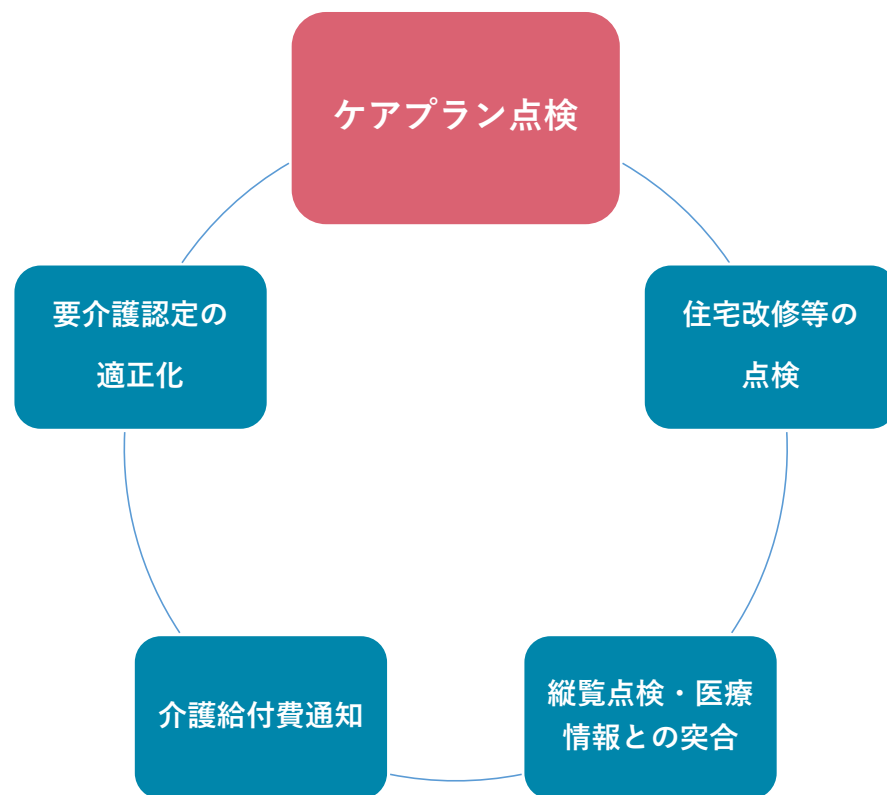 ケアプラン点検
要介護認定の
適正化
住宅改修等の
点検
介護給付費通知
縦覧点検・医療
情報との突合